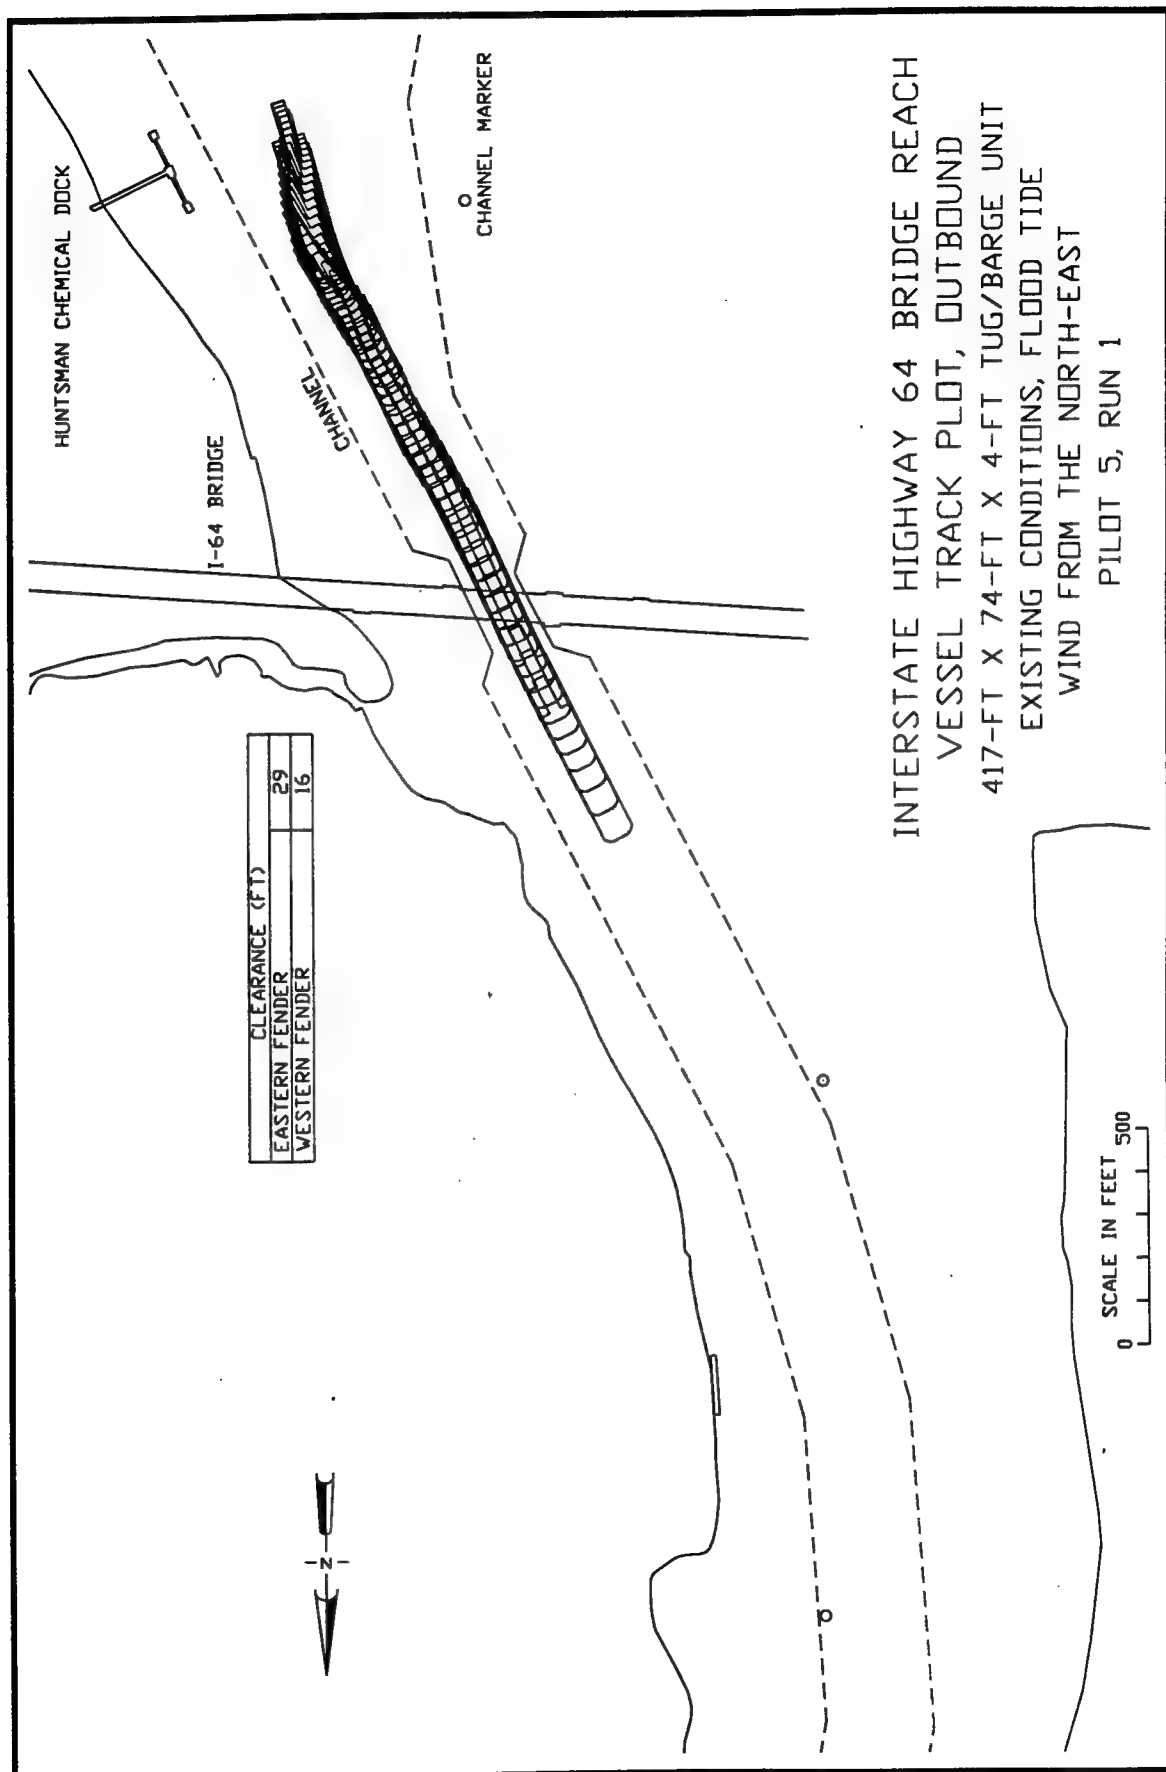 HUNTSMAN CHEMICAL DOCK
CHANNEL MARKER
CHANNEL
I-64 BRIDGE
CLEARANCE (FT)
EASTERN FENDER 29
WESTERN FENDER 16
N
SCALE IN FEET
0 500
INTERSTATE HIGHWAY 64 BRIDGE REACH
VESSEL TRACK PLOT, OUTBOUND
417-FT X 74-FT X 4-FT TUG/BARGE UNIT
EXISTING CONDITIONS, FLOOD TIDE
WIND FROM THE NORTH-EAST
PILOT 5, RUN 1